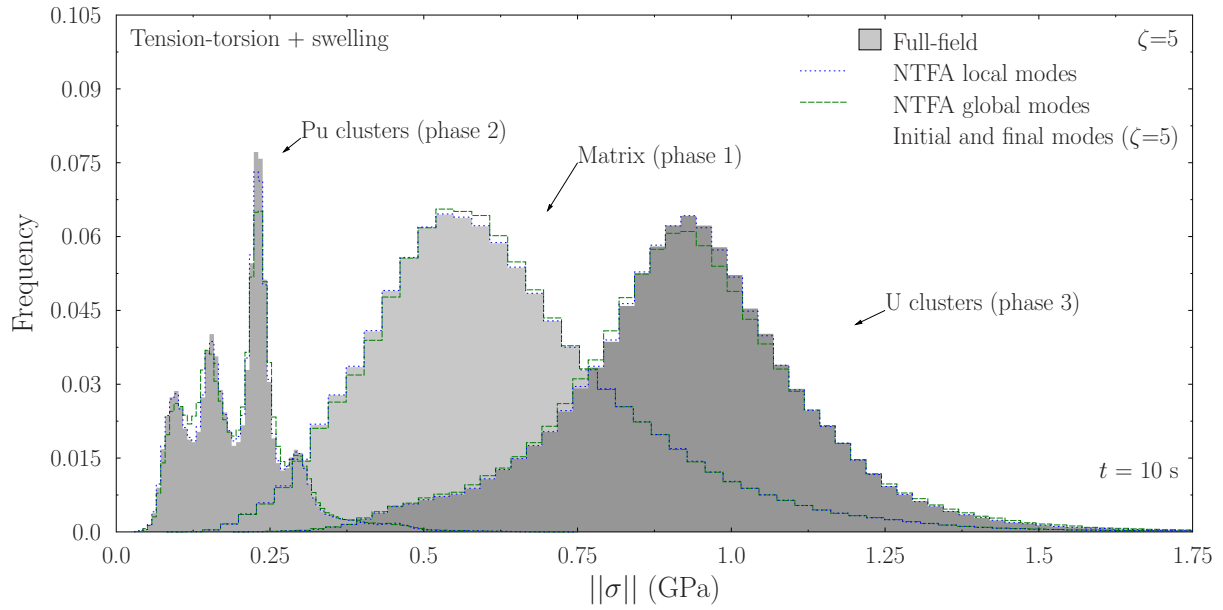 Tension-torsion + swelling
Full-field
ζ=5
NTFA local modes
NTFA global modes
Initial and final modes (ζ=5)
Pu clusters (phase 2)
Matrix (phase 1)
U clusters (phase 3)
t = 10 s
Frequency
0.105
0.09
0.075
0.06
0.045
0.03
0.015
0.0
0.0 0.25 0.5 0.75 1.0 1.25 1.5 1.75
||σ|| (GPa)